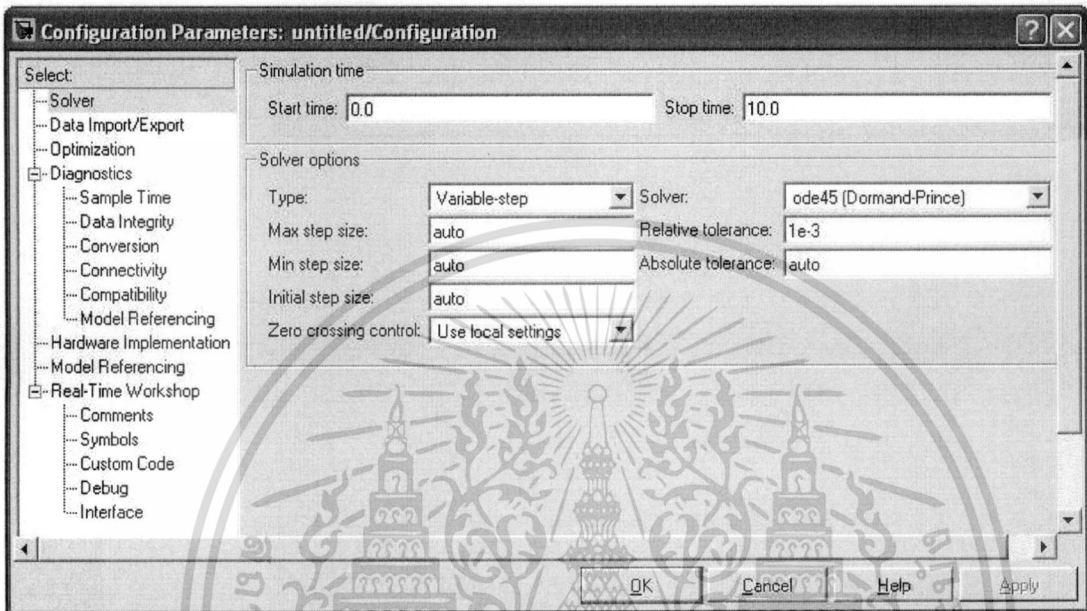 Configuration Parameters: untitled/Configuration
Select:
Solver
Data Import/Export
Optimization
Diagnostics
Sample Time
Data Integrity
Conversion
Connectivity
Compatibility
Model Referencing
Hardware Implementation
Model Referencing
Real-Time Workshop
Comments
Symbols
Custom Code
Debug
Interface
Simulation time
Start time: 0.0 Stop time: 10.0
Solver options
Type: Variable-step Solver: ode45 (Dormand-Prince)
Max step size: auto Relative tolerance: 1e-3
Min step size: auto Absolute tolerance: auto
Initial step size: auto
Zero crossing control: Use local settings
OK Cancel Help Apply